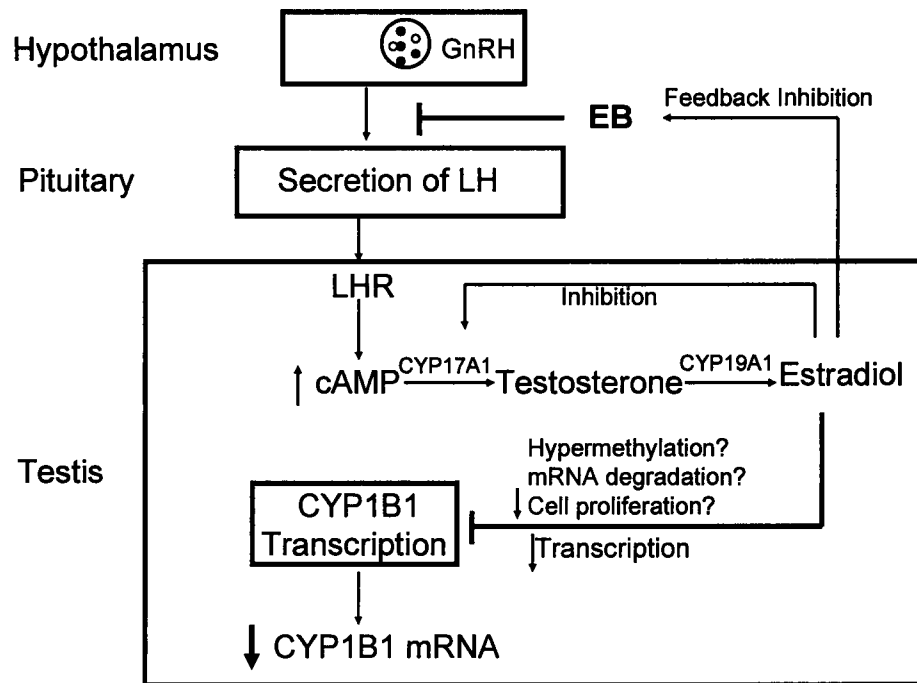 Hypothalamus
GnRH
Feedback Inhibition
EB
Pituitary
Secretion of LH
LHR
Inhibition
cAMP
CYP17A1
Testosterone
CYP19A1
Estradiol
Testis
Hypermethylation?
mRNA degradation?
Cell proliferation?
CYP1B1
Transcription
Transcription
CYP1B1 mRNA